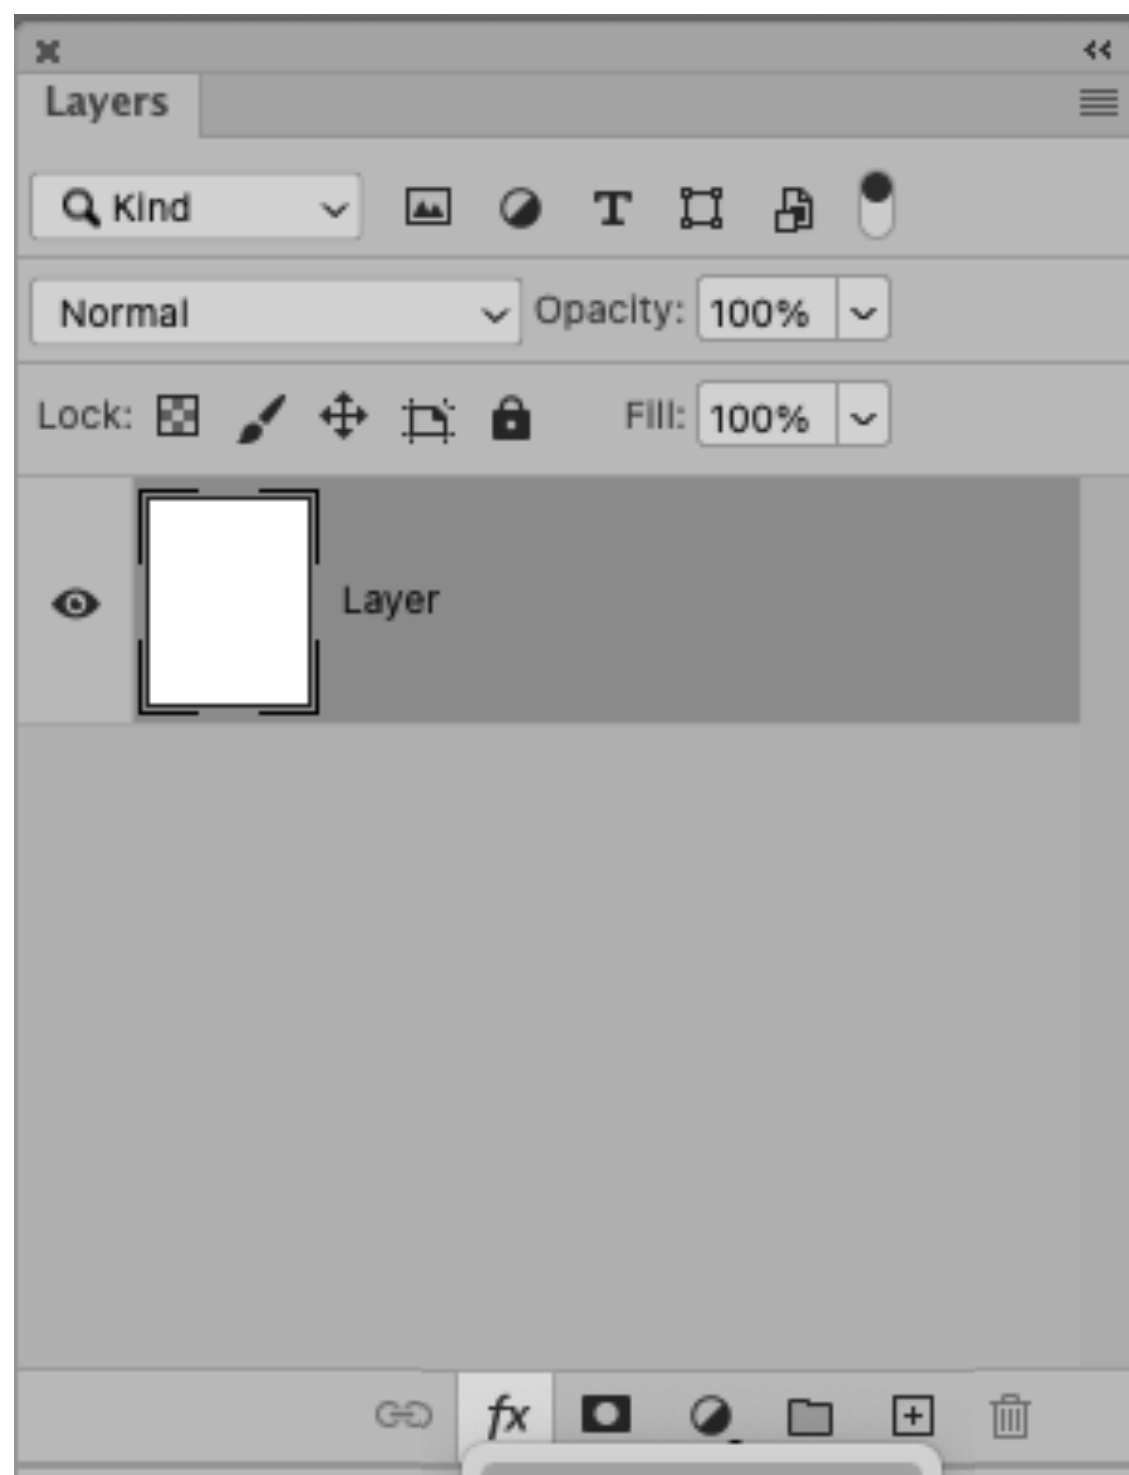 Layers
Kind
T
Normal Opacity: 100%
Lock: Fill: 100%
Layer
fx